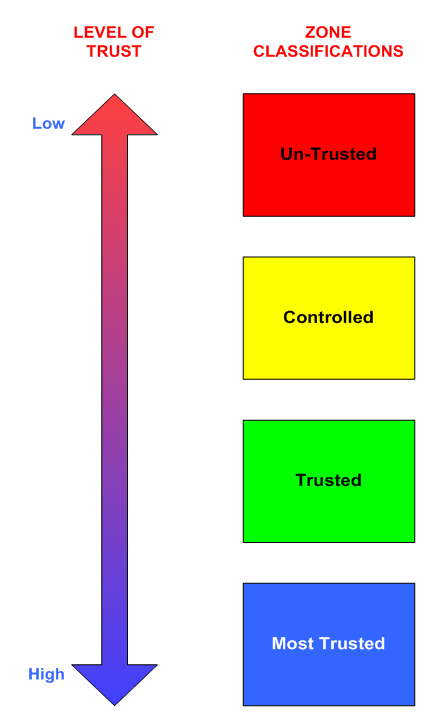 LEVEL OF
TRUST
ZONE
CLASSIFICATIONS
Low
Un-Trusted
Controlled
Trusted
Most Trusted
High